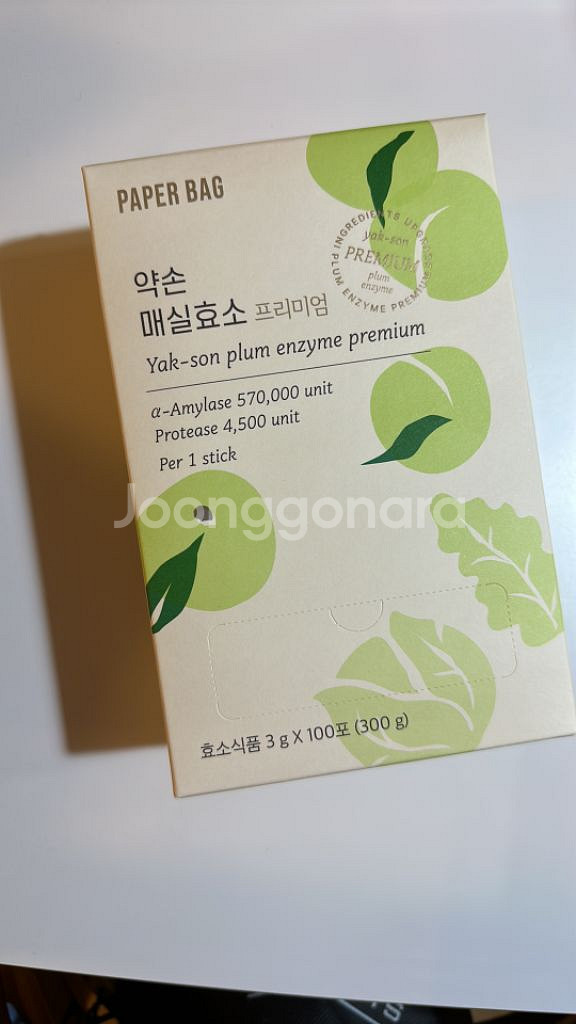 PAPER BAG
INGREDIENTS UPGRADE
PLUM ENZYME PREMIUM
yak-son
PREMIUM
plum
enzyme
약손
매실효소 프리미엄
Yak-son plum enzyme premium
α-Amylase 570,000 unit
Protease 4,500 unit
Per 1 stick
Joonggonara
효소식품 3 g X 100포 (300 g)